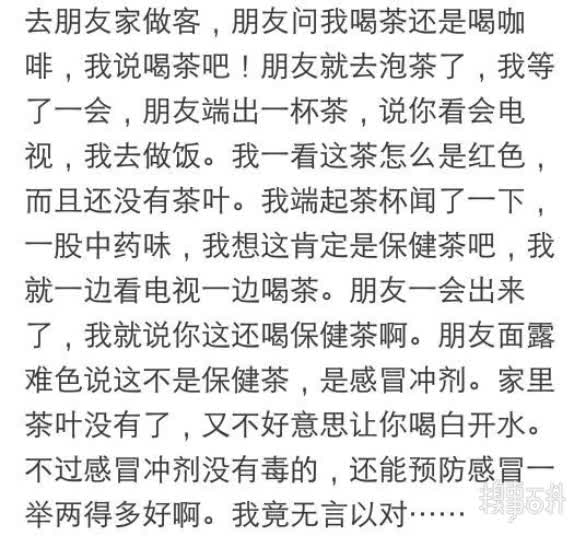 去朋友家做客，朋友问我喝茶还是喝咖
啡，我说喝茶吧！朋友就去泡茶了，我等
了一会，朋友端出一杯茶，说你看会电
视，我去做饭。我一看这茶怎么是红色，
而且还没有茶叶。我端起茶杯闻了一下，
一股中药味，我想这肯定是保健茶吧，我
就一边看电视一边喝茶。朋友一会出来
了，我就说你这还喝保健茶啊。朋友面露
难色说这不是保健茶，是感冒冲剂。家里
茶叶没有了，又不好意思让你喝白开水。
不过感冒冲剂没有毒的，还能预防感冒一
举两得多好啊。我竟无言以对······